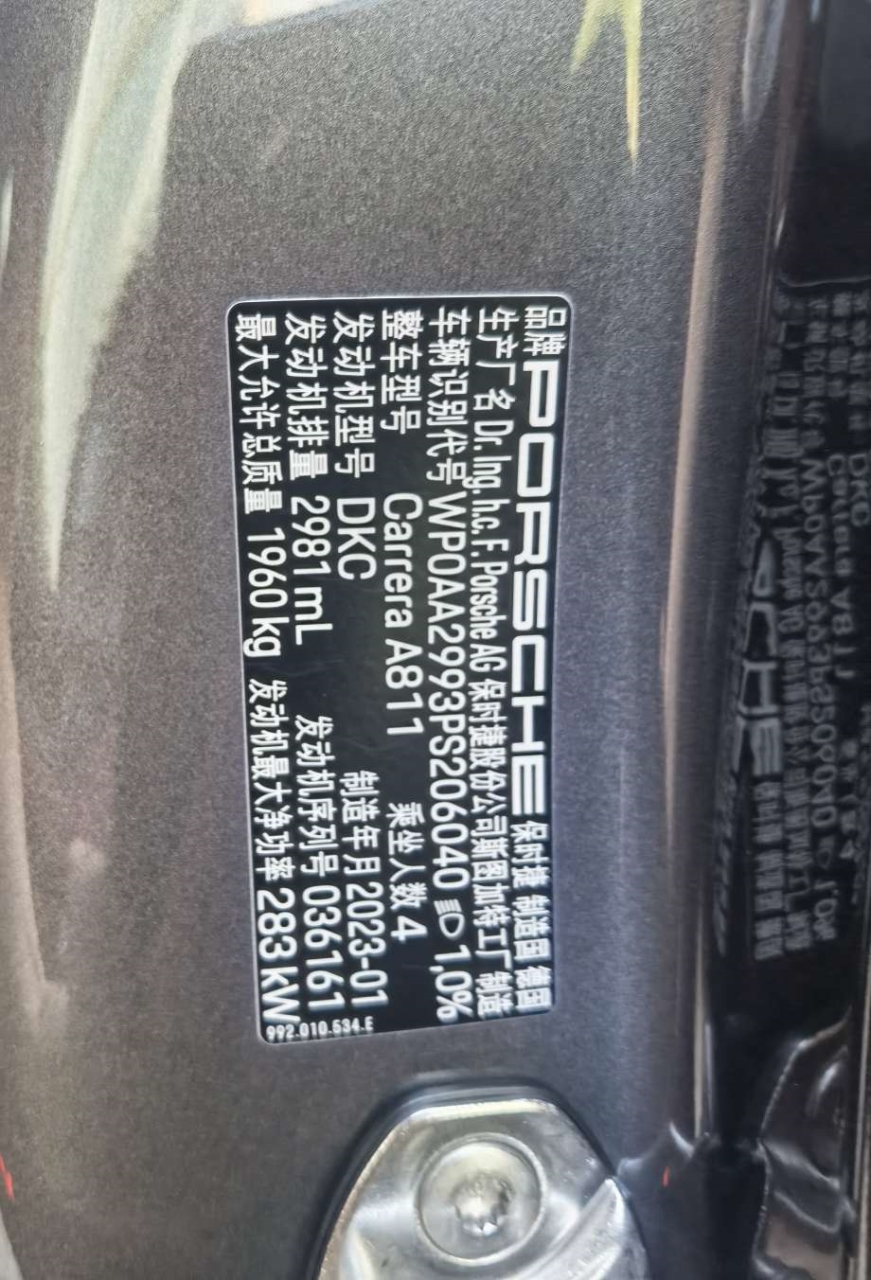 品牌 PORSCHE 保时捷 制造国 德国
生产厂名 Dr. Ing. h.c. F. Porsche AG 保时捷股份公司斯图加特工厂制造
车辆识别代号 WP0AA2993PS206040 1,0%
整车型号 Carrera A811 乘坐人数 4
发动机型号 DKC 制造年月 2023-01
发动机排量 2981 mL 发动机序列号 036161
最大允许总质量 1960 kg 发动机最大净功率 283 kW
992.010.534.E